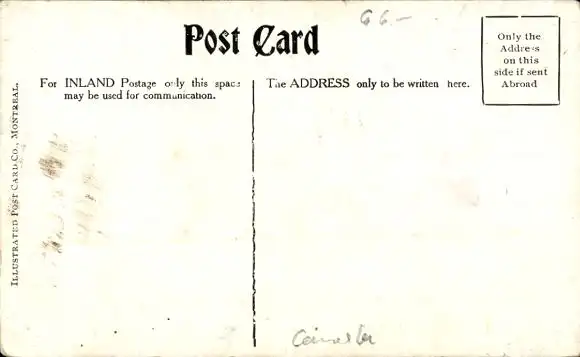 66.—
Post Card
Only the
Address
on this
side if sent
Abroad
For INLAND Postage only this space
may be used for communication.
The ADDRESS only to be written here.
ILLUSTRATED POST CARD CO., MONTREAL.